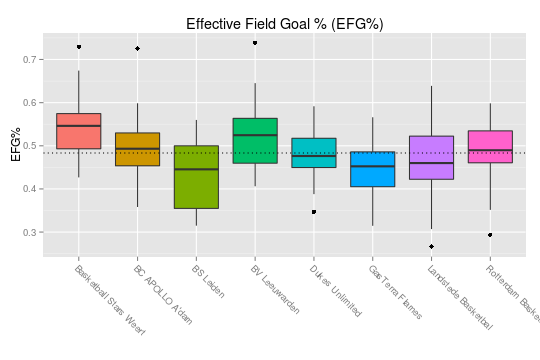 Effective Field Goal % (EFG%)
EFG%
0.7
0.6
0.5
0.4
0.3
Basketball Stars Weert
BC APOLLO A'dam
BS Leiden
BV Leeuwarden
Dukes Unlimited
GasTerra Flames
Landstede Basketbal
Rotterdam Basket